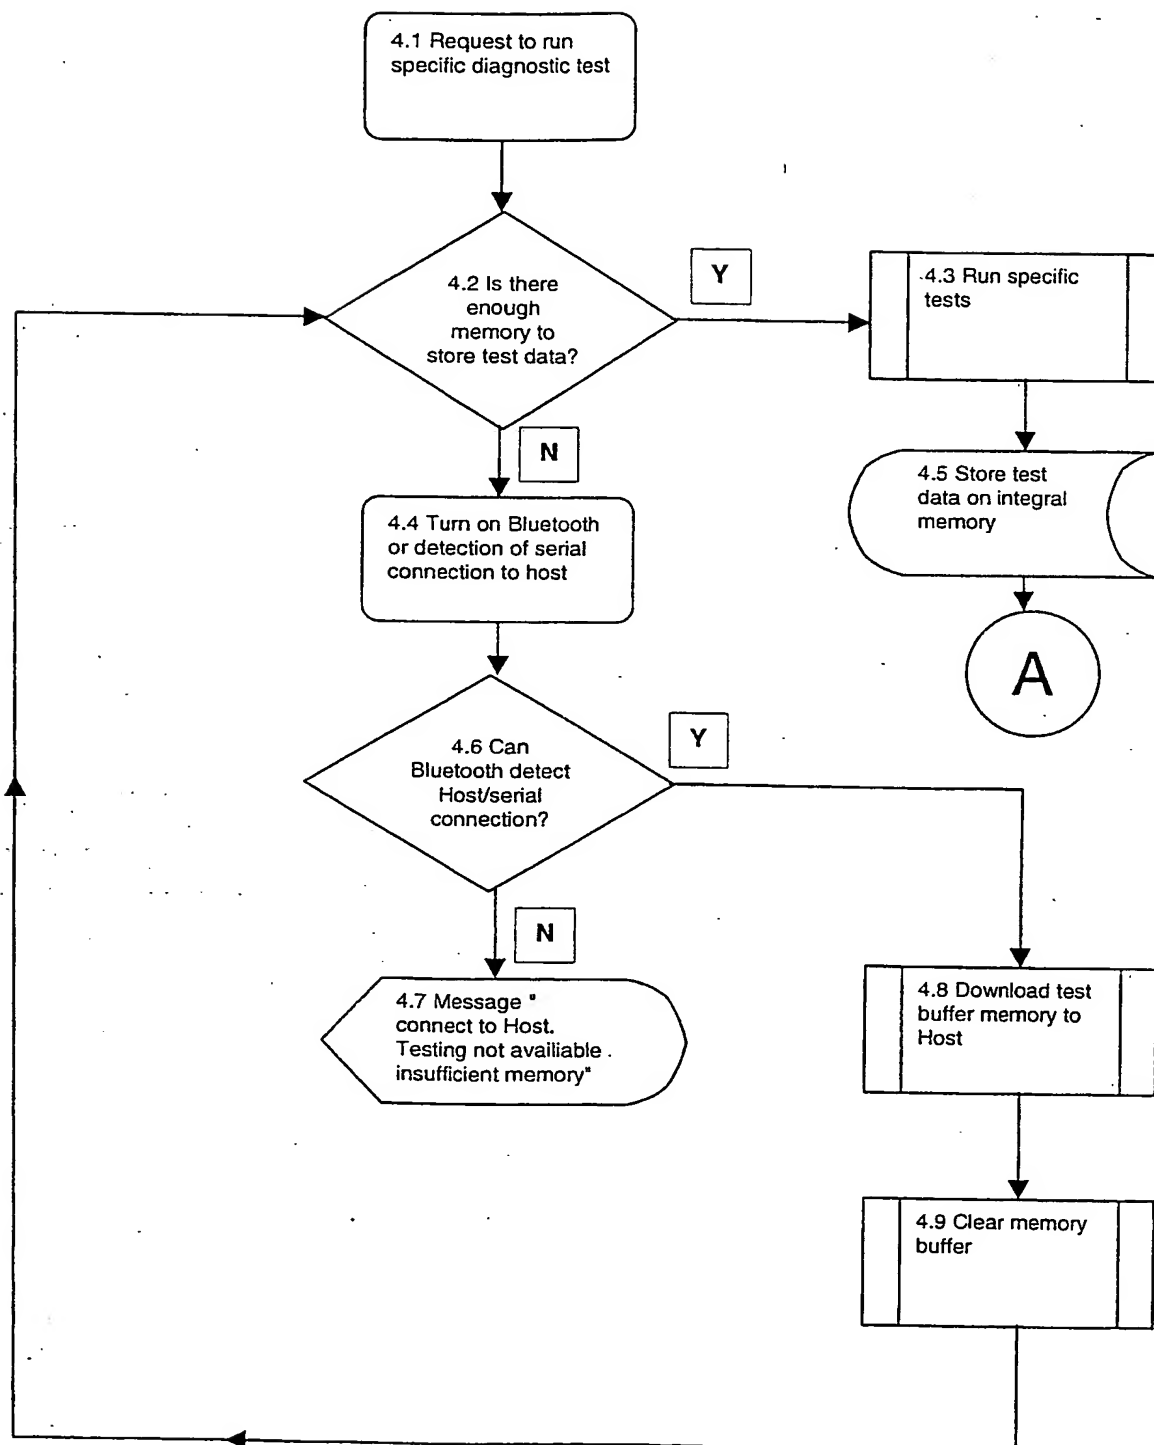 4.1 Request to run
specific diagnostic test
4.2 Is there
enough
memory to
store test data?
Y
4.3 Run specific
tests
N
4.5 Store test
data on integral
memory
4.4 Turn on Bluetooth
or detection of serial
connection to host
A
4.6 Can
Bluetooth detect
Host/serial
connection?
Y
N
4.7 Message "
connect to Host.
Testing not availiable .
insufficient memory"
4.8 Download test
buffer memory to
Host
4.9 Clear memory
buffer